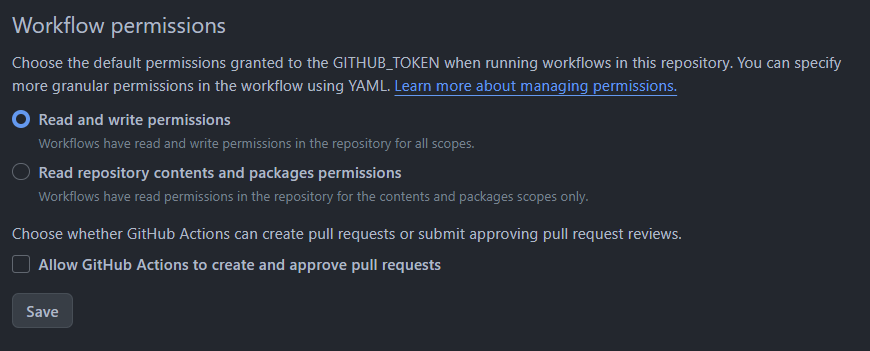 Workflow permissions
Choose the default permissions granted to the GITHUB_TOKEN when running workflows in this repository. You can specify
more granular permissions in the workflow using YAML. Learn more about managing permissions.
Read and write permissions
Workflows have read and write permissions in the repository for all scopes.
Read repository contents and packages permissions
Workflows have read permissions in the repository for the contents and packages scopes only.
Choose whether GitHub Actions can create pull requests or submit approving pull request reviews.
Allow GitHub Actions to create and approve pull requests
Save